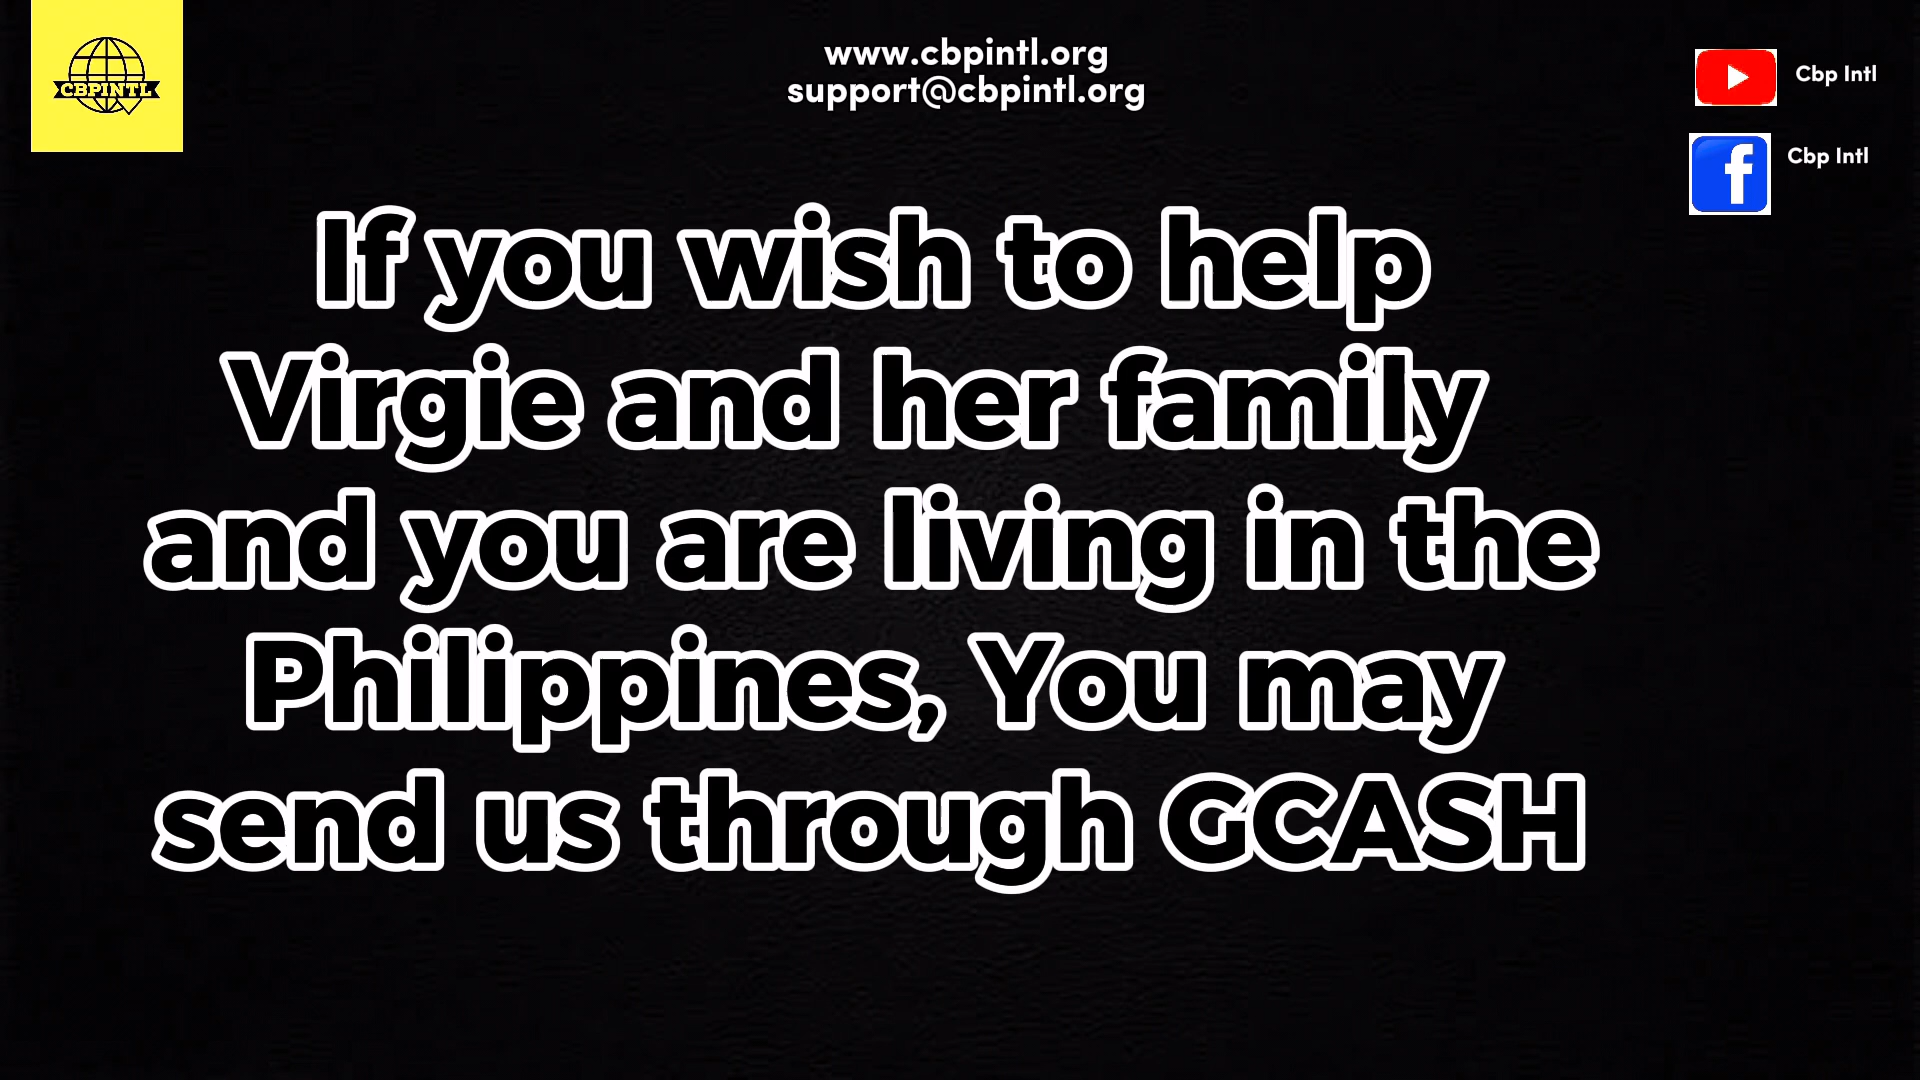 CBPINTL
www.cbpintl.org
support@cbpintl.org
Cbp Intl
Cbp Intl
If you wish to help
Virgie and her family
and you are living in the
Philippines, You may
send us through GCASH